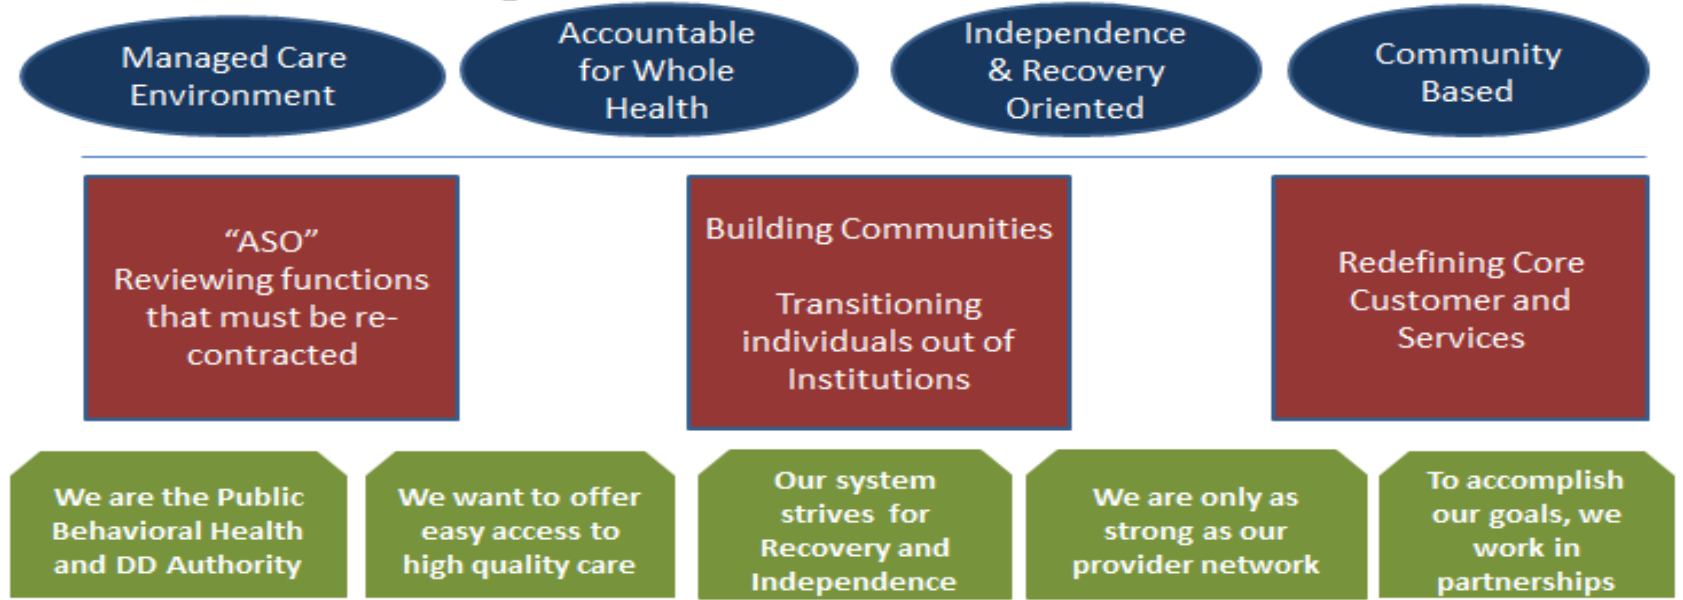 Managed Care
Environment
Accountable
for Whole
Health
Independence
& Recovery
Oriented
Community
Based
“ASO”
Reviewing functions
that must be re-
contracted
Building Communities
Transitioning
individuals out of
Institutions
Redefining Core
Customer and
Services
We are the Public
Behavioral Health
and DD Authority
We want to offer
easy access to
high quality care
Our system
strives for
Recovery and
Independence
We are only as
strong as our
provider network
To accomplish
our goals, we
work in
partnerships